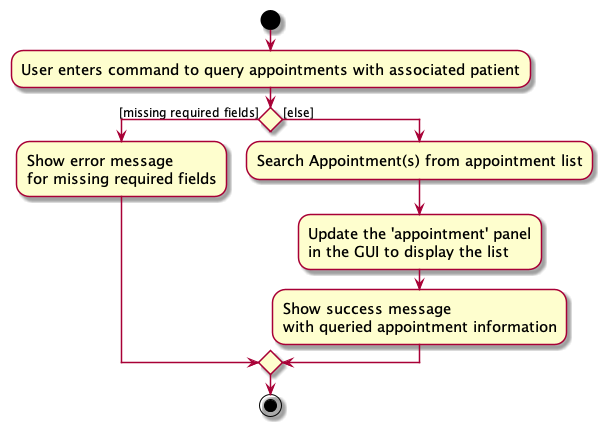 User enters command to query appointments with associated patient
[missing required fields]
[else]
Show error message
for missing required fields
Search Appointment(s) from appointment list
Update the 'appointment' panel
in the GUI to display the list
Show success message
with queried appointment information